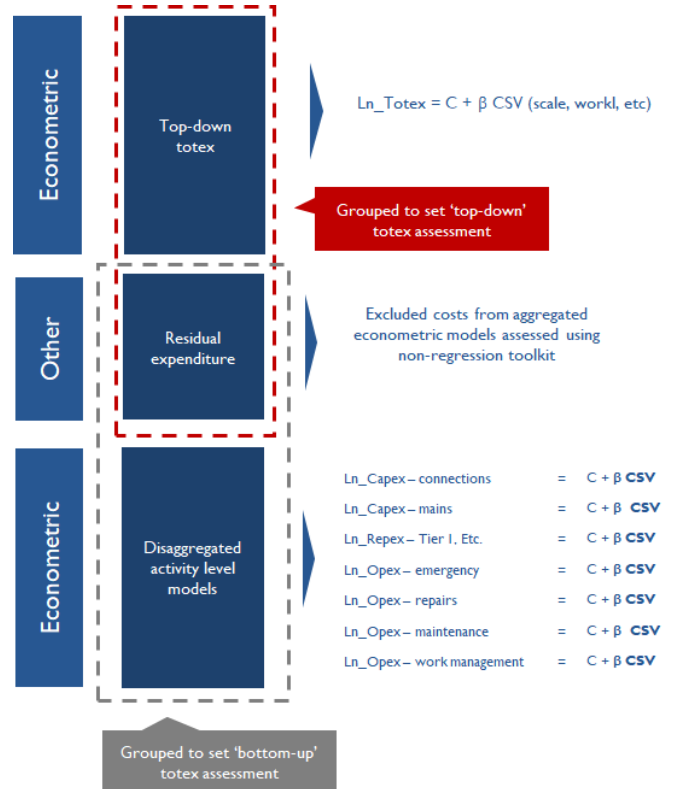 Econometric
Top-down
totex
Ln_Totex = C + β CSV (scale, workl, etc)
Grouped to set ‘top-down’
totex assessment
Other
Residual
expenditure
Excluded costs from aggregated
econometric models assessed using
non-regression toolkit
Econometric
Disaggregated
activity level
models
Ln_Capex – connections = C + β CSV
Ln_Capex – mains = C + β CSV
Ln_Repex – Tier 1, Etc. = C + β CSV
Ln_Opex – emergency = C + β CSV
Ln_Opex – repairs = C + β CSV
Ln_Opex – maintenance = C + β CSV
Ln_Opex – work management = C + β CSV
Grouped to set ‘bottom-up’
totex assessment